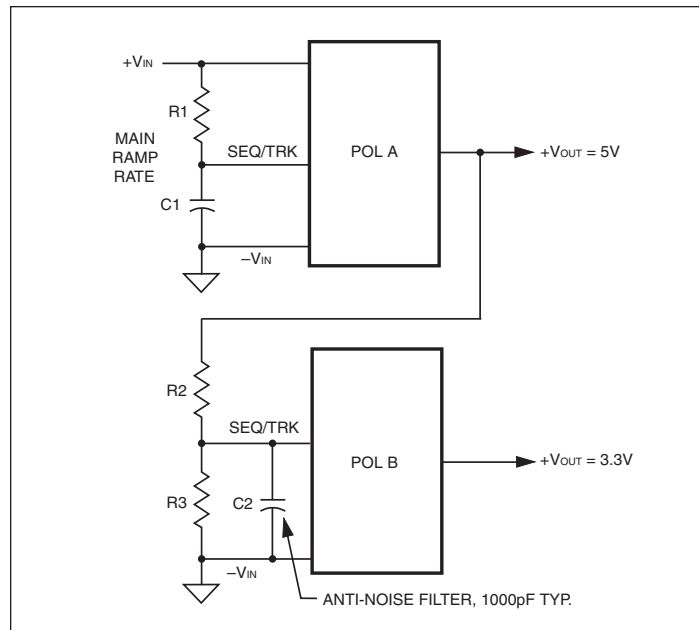 +VIN
R1
MAIN
RAMP
RATE
SEQ/TRK
POL A
+VOUT = 5V
C1
–VIN
R2
SEQ/TRK
POL B
+VOUT = 3.3V
R3
C2
–VIN
ANTI-NOISE FILTER, 1000pF TYP.